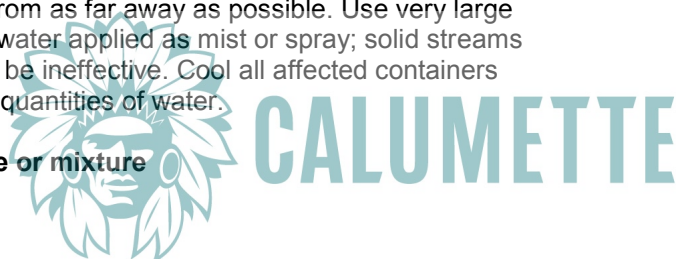 from as far away as possible. Use very large
water applied as mist or spray; solid streams
be ineffective. Cool all affected containers
quantities of water.
or mixture
CALUMETTE